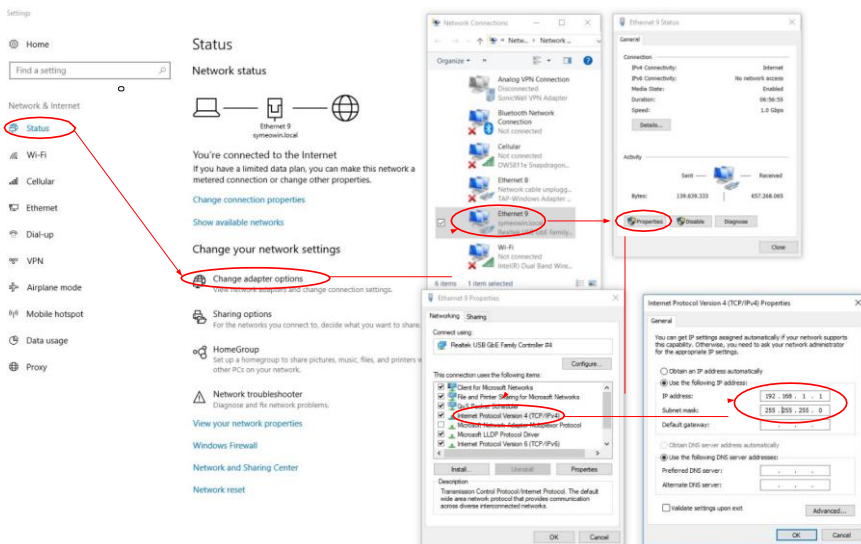 Settings
Home
Find a setting
Network & Internet
Status
Wi-Fi
Cellular
Ethernet
Dial-up
VPN
Airplane mode
Mobile hotspot
Data usage
Proxy
Status
Network status
Ethernet 9
symeowin.local
You're connected to the Internet
If you have a limited data plan, you can make this network a
metered connection or change other properties.
Change connection properties
Show available networks
Change your network settings
Change adapter options
View network adapters and change connection settings.
Sharing options
For the networks you connect to, decide what you want to share.
HomeGroup
Set up a homegroup to share pictures, music, files, and printers w
other PCs on your network.
Network troubleshooter
Diagnose and fix network problems.
View your network properties
Windows Firewall
Network and Sharing Center
Network reset
Network Connections
« Netw... › Network ...
Organize
Analog VPN Connection
Disconnected
SonicWall VPN Adapter
Bluetooth Network
Connection
Not connected
Cellular
Not connected
DW5811e Snapdragon...
Ethernet 8
Network cable unplugg...
TAP-Windows Adapter ...
Ethernet 9
symeowin.local
Realtek USB GbE Family...
Wi-Fi
Not connected
Intel(R) Dual Band Wire...
6 items 1 item selected
Ethernet 9 Status
General
Connection
IPv4 Connectivity: Internet
IPv6 Connectivity: No network access
Media State: Enabled
Duration: 06:56:55
Speed: 1.0 Gbps
Details...
Activity
Sent Received
Bytes: 139.639.333 657.268.065
Properties Disable Diagnose
Close
Ethernet 9 Properties
Networking Sharing
Connect using:
Realtek USB GbE Family Controller #4
Configure...
This connection uses the following items:
Client for Microsoft Networks
File and Printer Sharing for Microsoft Networks
QoS Packet Scheduler
Internet Protocol Version 4 (TCP/IPv4)
Microsoft Network Adapter Multiplexor Protocol
Microsoft LLDP Protocol Driver
Internet Protocol Version 6 (TCP/IPv6)
Install... Uninstall Properties
Description
Transmission Control Protocol/Internet Protocol. The default
wide area network protocol that provides communication
across diverse interconnected networks.
OK Cancel
Internet Protocol Version 4 (TCP/IPv4) Properties
General
You can get IP settings assigned automatically if your network supports
this capability. Otherwise, you need to ask your network administrator
for the appropriate IP settings.
Obtain an IP address automatically
Use the following IP address:
IP address: 192 . 168 . 1 . 1
Subnet mask: 255 . 255 . 255 . 0
Default gateway: . . .
Obtain DNS server address automatically
Use the following DNS server addresses:
Preferred DNS server: . . .
Alternate DNS server: . . .
Validate settings upon exit
Advanced...
OK Cancel